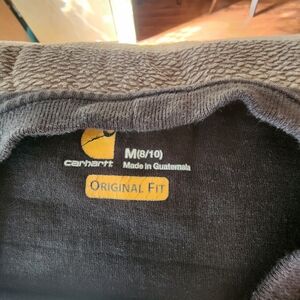 carhartt
M(8/10)
Made in Guatemala
ORIGINAL FIT